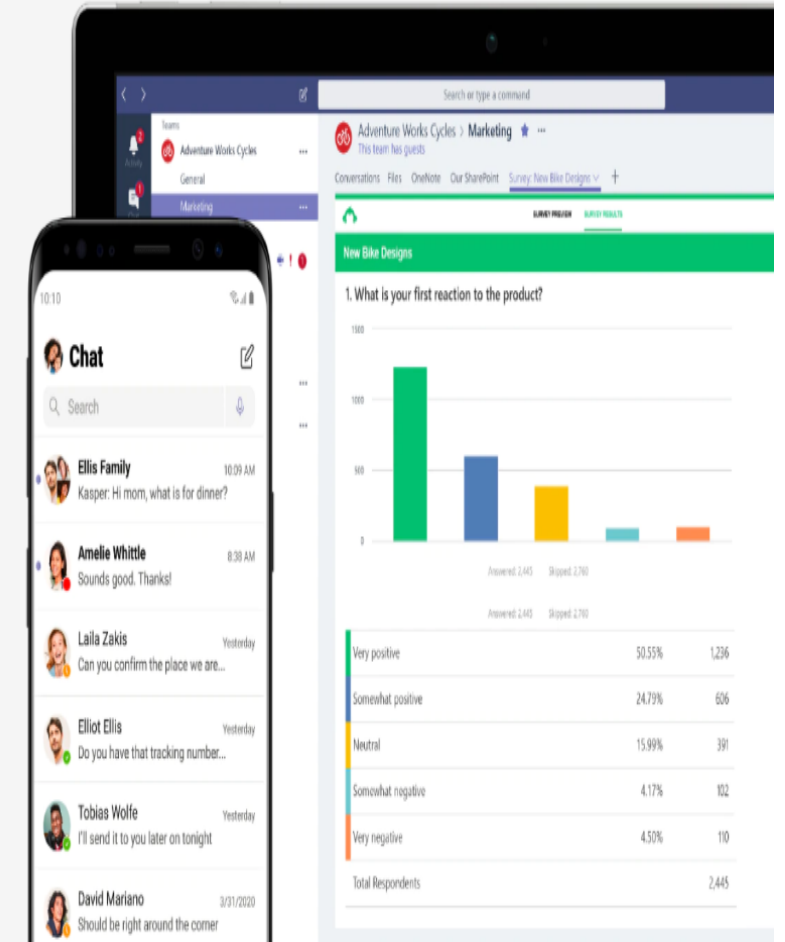 Search or type a command
Teams
Adventure Works Cycles
General
Marketing
Activity
2
1
Adventure Works Cycles > Marketing
This team has guests
Conversations Files OneNote Our SharePoint Survey: New Bike Designs
SURVEY PREVIEW SURVEY RESULTS
New Bike Designs
1. What is your first reaction to the product?
1500
1000
500
0
Answered: 2,445 Skipped: 2,760
Answered: 2,445 Skipped: 2,760
Very positive 50.55% 1,236
Somewhat positive 24.79% 606
Neutral 15.99% 391
Somewhat negative 4.17% 102
Very negative 4.50% 110
Total Respondents 2,445
10:10
Chat
Search
Ellis Family 10:09 AM
Kasper: Hi mom, what is for dinner?
Amelie Whittle 8:38 AM
Sounds good. Thanks!
Laila Zakis Yesterday
Can you confirm the place we are...
Elliot Ellis Yesterday
Do you have that tracking number...
Tobias Wolfe Yesterday
I'll send it to you later on tonight
David Mariano 3/31/2020
Should be right around the corner